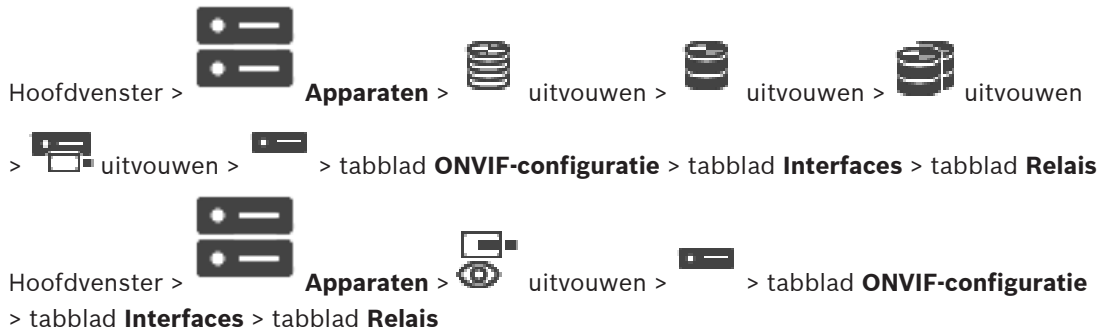 Hoofdvenster > Apparaten > uitvouwen > uitvouwen > uitvouwen
> uitvouwen > > tabblad ONVIF-configuratie > tabblad Interfaces > tabblad Relais
Hoofdvenster > Apparaten > uitvouwen > > tabblad ONVIF-configuratie
> tabblad Interfaces > tabblad Relais